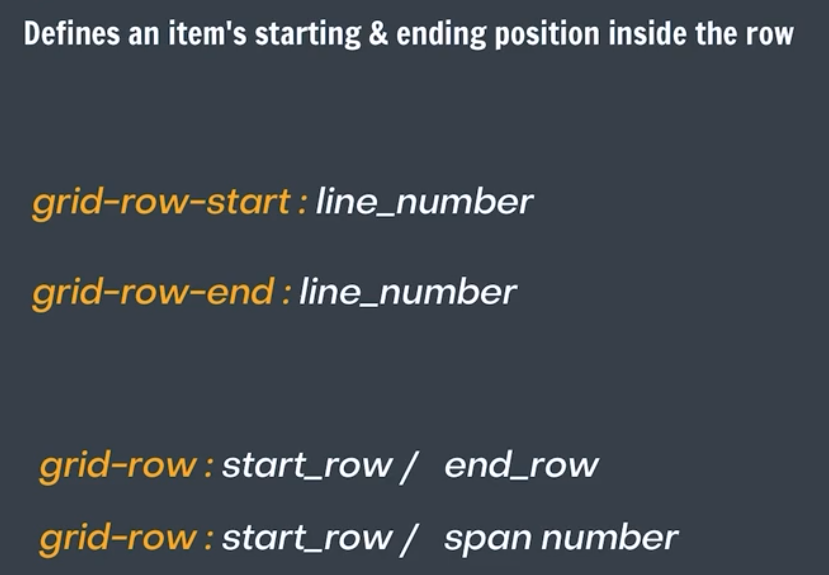 Defines an item's starting & ending position inside the row
grid-row-start : line_number
grid-row-end : line_number
grid-row : start_row / end_row
grid-row : start_row / span number